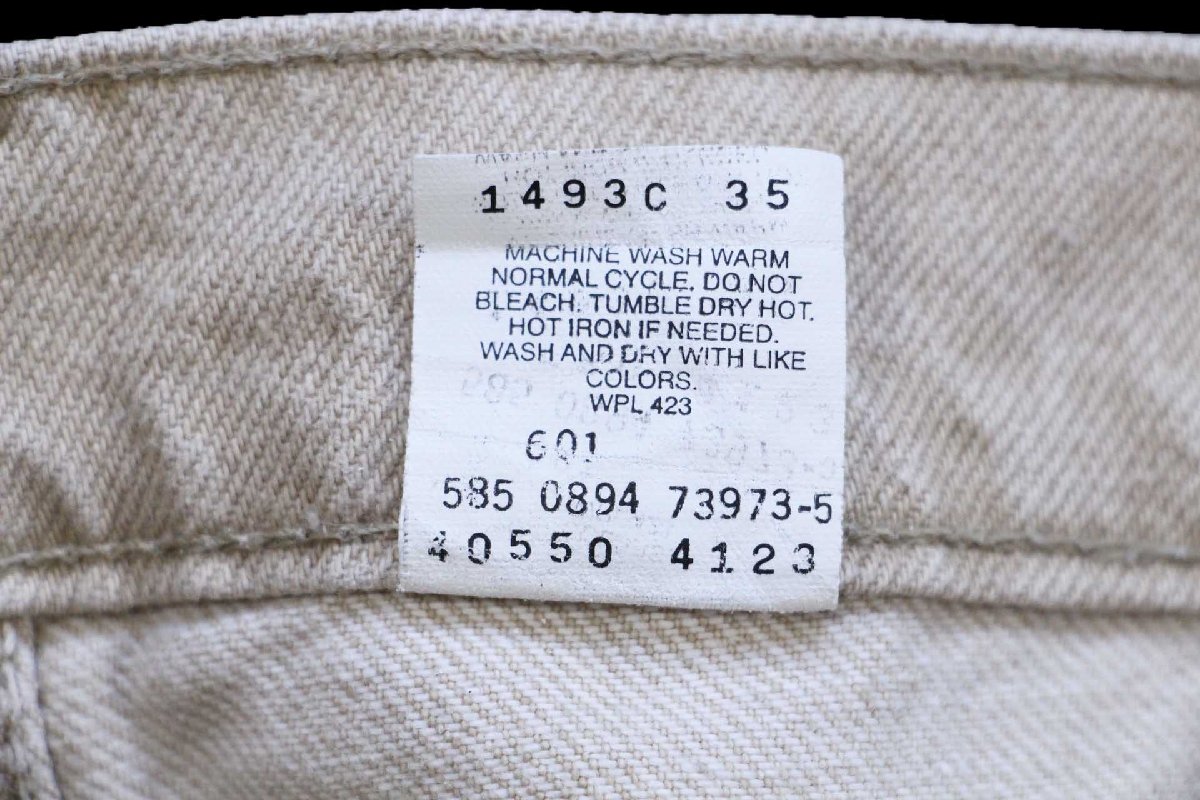 1493C 35
MACHINE WASH WARM
NORMAL CYCLE. DO NOT
BLEACH. TUMBLE DRY HOT.
HOT IRON IF NEEDED.
WASH AND DRY WITH LIKE
COLORS.
WPL 423
601
585 0894 73973-5
40550 4123